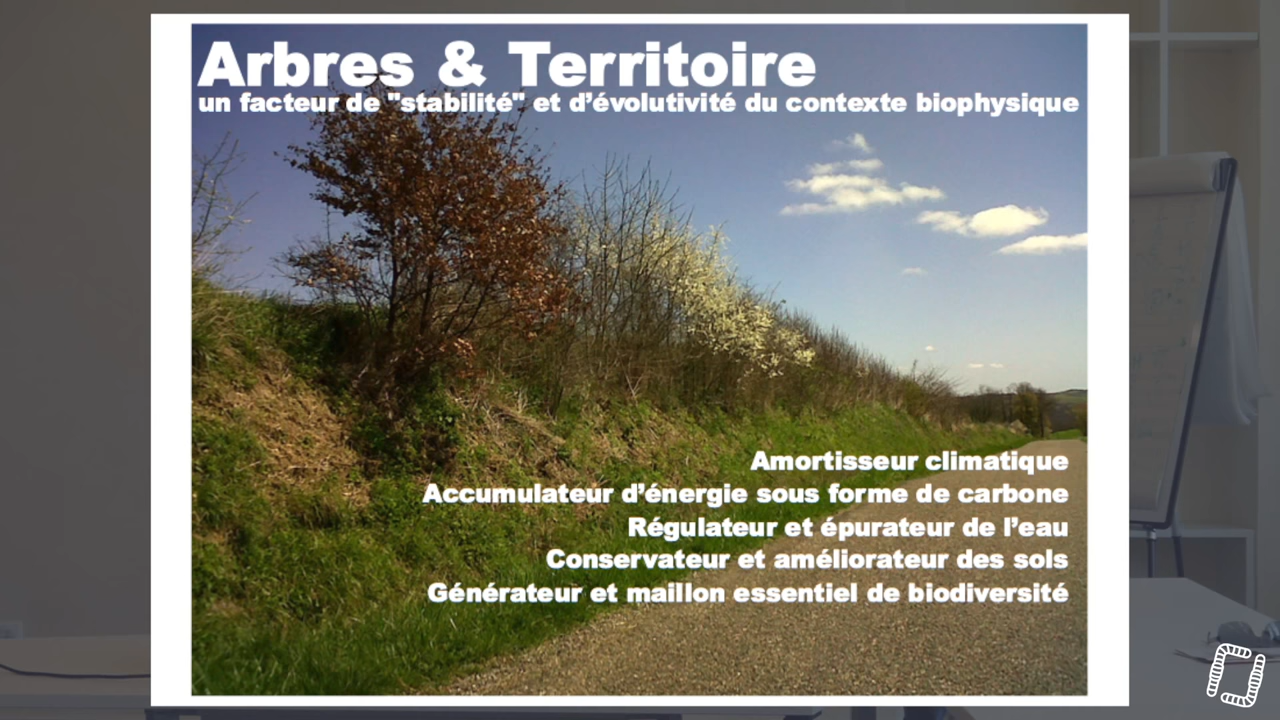 Arbres & Territoire
un facteur de "stabilité" et d’évolutivité du contexte biophysique
Amortisseur climatique
Accumulateur d’énergie sous forme de carbone
Régulateur et épurateur de l’eau
Conservateur et améliorateur des sols
Générateur et maillon essentiel de biodiversité